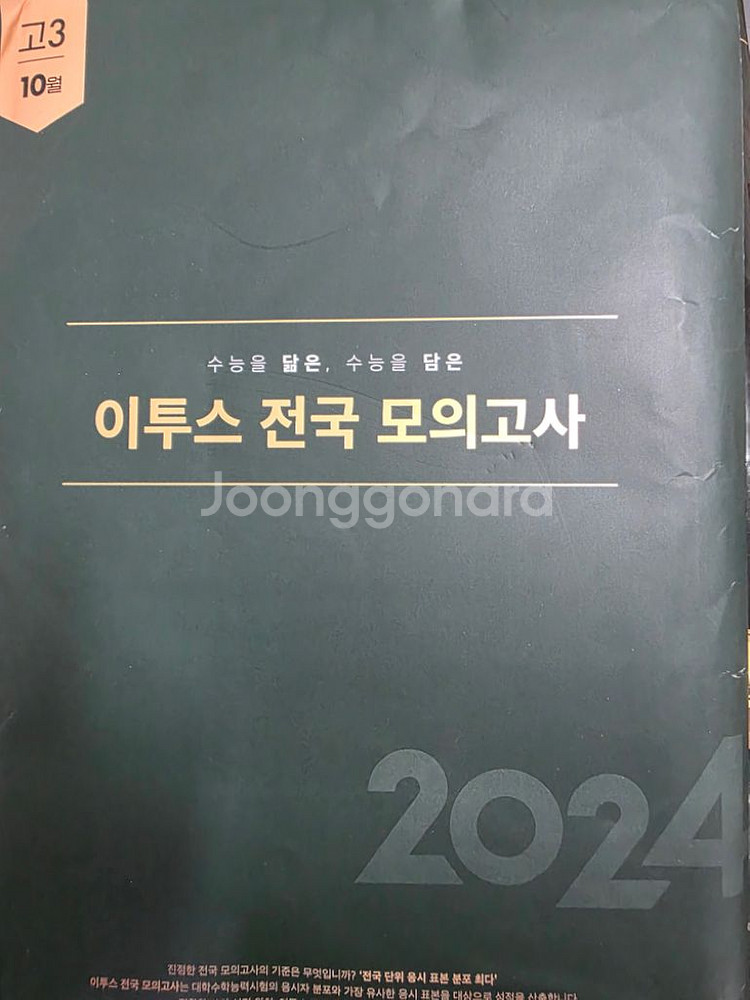 고3
10월
수능을 닮은, 수능을 담은
이투스 전국 모의고사
Joonggonara
2024
진정한 전국 모의고사의 기준은 무엇입니까? '전국 단위 응시 표본 분포 최다'
이투스 전국 모의고사는 대학수학능력시험의 응시자 분포와 가장 유사한 응시 표본을 대상으로 성적을 산출합니다.